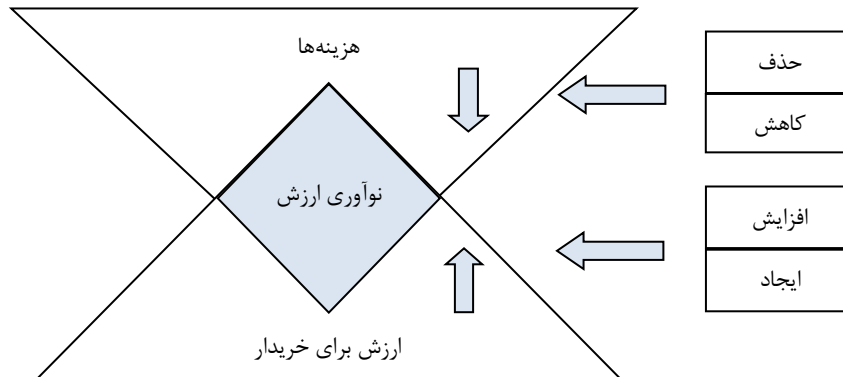 هزینه‌ها
حذف
کاهش
نوآوری ارزش
افزایش
ایجاد
ارزش برای خریدار